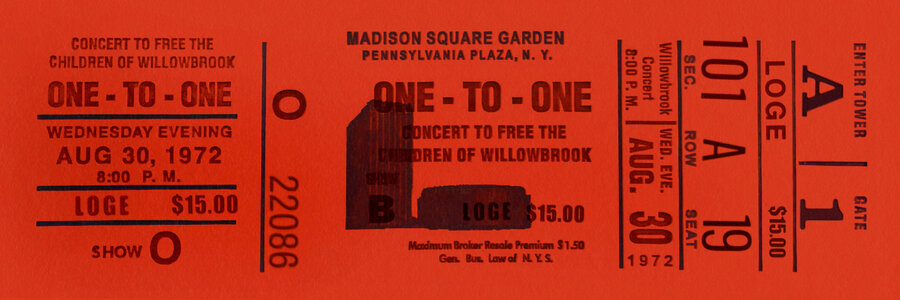 CONCERT TO FREE THE
CHILDREN OF WILLOWBROOK
ONE - TO - ONE
WEDNESDAY EVENING
AUG 30, 1972
8:00 P. M.
LOGE $15.00
SHOW O
O
22086
MADISON SQUARE GARDEN
PENNSYLVANIA PLAZA, N. Y.
ONE - TO - ONE
CONCERT TO FREE THE
CHILDREN OF WILLOWBROOK
SHOW
B LOGE $15.00
Maximum Broker Resale Premium $1.50
Gen. Bus. Law of N. Y. S.
Willowbrook
Concert
8:00 P. M.
WED. EVE.
AUG. 30
1972
SEC. 101
ROW A
SEAT 19
LOGE $15.00
A 1
ENTER TOWER GATE